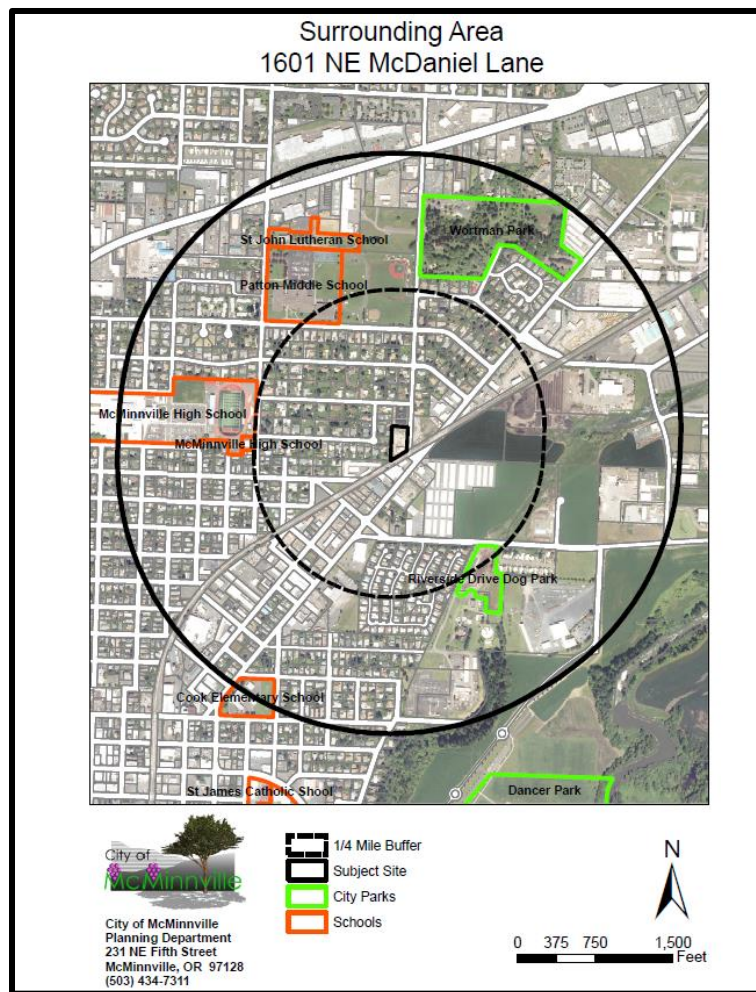 Surrounding Area
1601 NE McDaniel Lane
St John Lutheran School
Wortman Park
Patton Middle School
McMinnville High School
McMinnville High School
Riverside Drive Dog Park
Cook Elementary School
St James Catholic Shool
Dancer Park
City of
McMinnville
City of McMinnville
Planning Department
231 NE Fifth Street
McMinnville, OR 97128
(503) 434-7311
1/4 Mile Buffer
Subject Site
City Parks
Schools
N
0 375 750 1,500
Feet